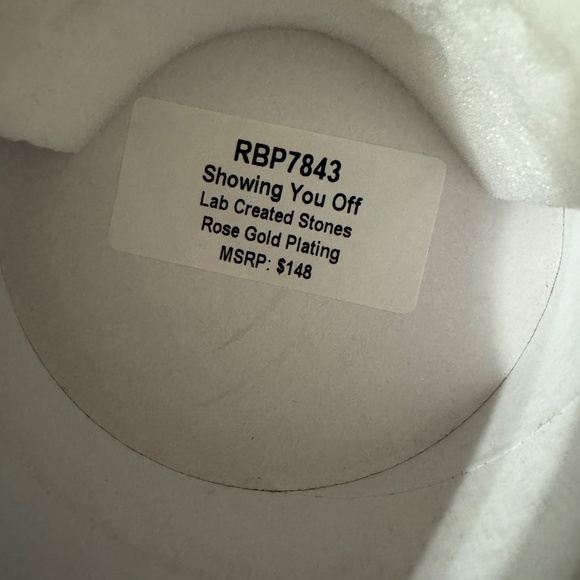 RBP7843
Showing You Off
Lab Created Stones
Rose Gold Plating
MSRP: $148